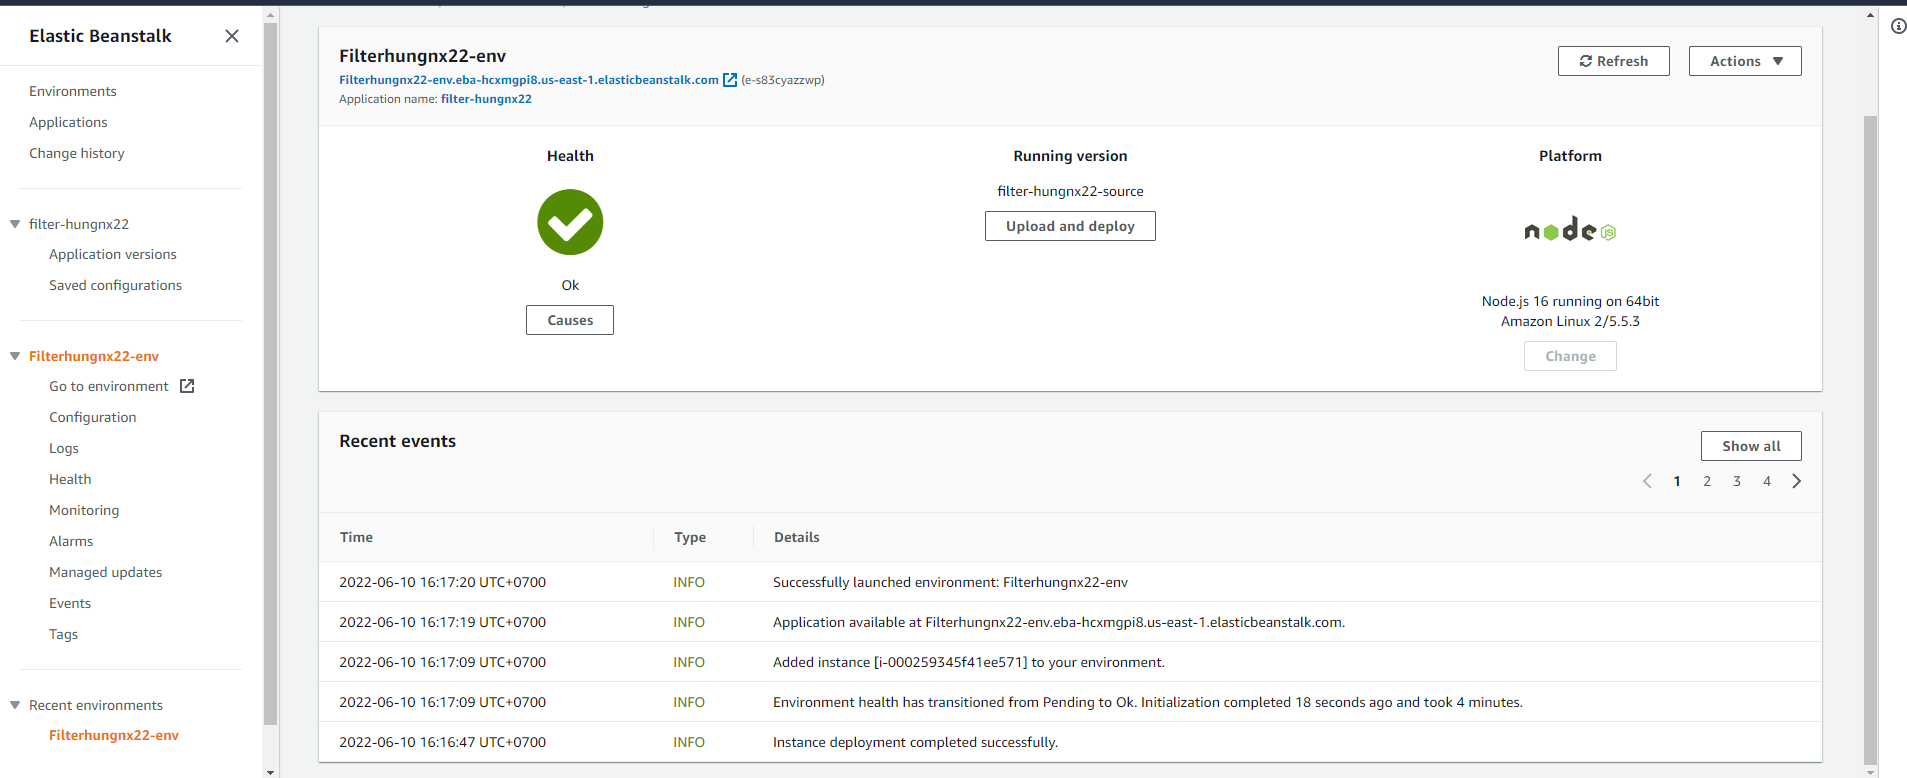 Elastic Beanstalk
Environments
Applications
Change history
filter-hungnx22
Application versions
Saved configurations
Filterhungnx22-env
Go to environment
Configuration
Logs
Health
Monitoring
Alarms
Managed updates
Events
Tags
Recent environments
Filterhungnx22-env
Filterhungnx22-env
Filterhungnx22-env.eba-hcxmgpi8.us-east-1.elasticbeanstalk.com (e-s83cyazzwp)
Application name: filter-hungnx22
Refresh
Actions
Health
Ok
Causes
Running version
filter-hungnx22-source
Upload and deploy
Platform
node JS
Node.js 16 running on 64bit
Amazon Linux 2/5.5.3
Change
Recent events
Show all
1 2 3 4
Time Type Details
2022-06-10 16:17:20 UTC+0700 INFO Successfully launched environment: Filterhungnx22-env
2022-06-10 16:17:19 UTC+0700 INFO Application available at Filterhungnx22-env.eba-hcxmgpi8.us-east-1.elasticbeanstalk.com.
2022-06-10 16:17:09 UTC+0700 INFO Added instance [i-000259345f41ee571] to your environment.
2022-06-10 16:17:09 UTC+0700 INFO Environment health has transitioned from Pending to Ok. Initialization completed 18 seconds ago and took 4 minutes.
2022-06-10 16:16:47 UTC+0700 INFO Instance deployment completed successfully.